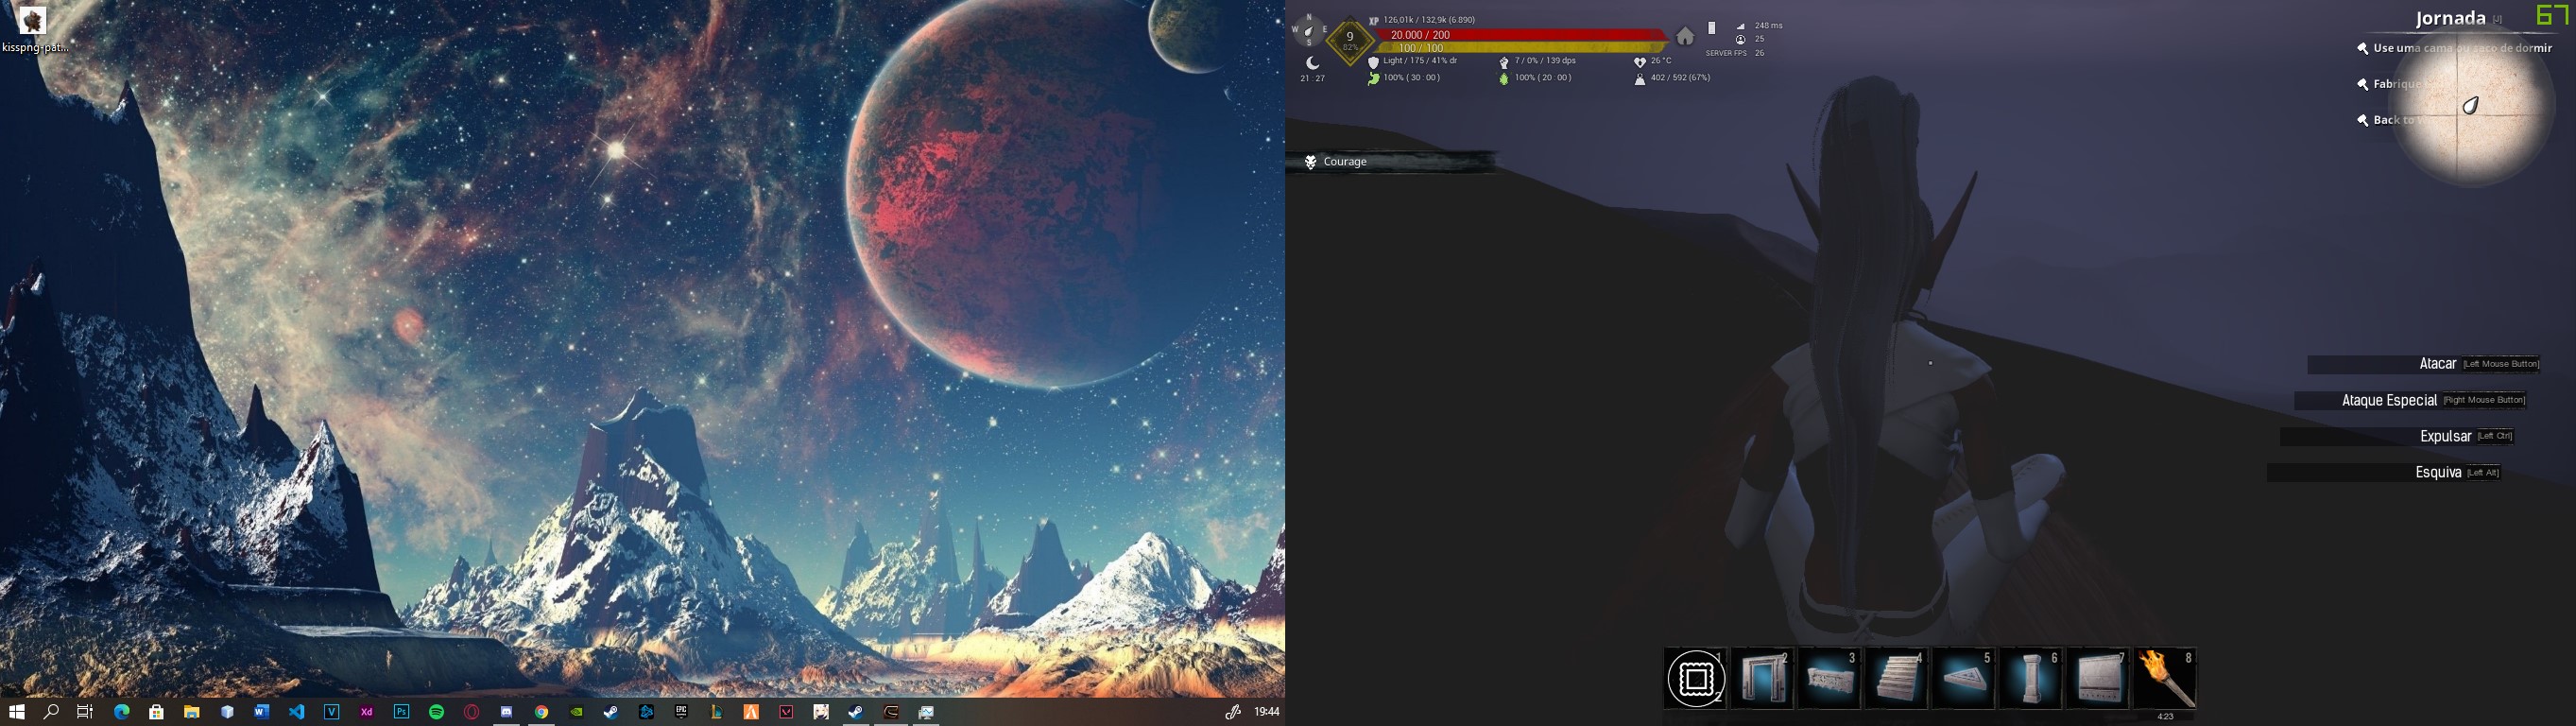 kisspng-pat...
19:44
N
W E
S
9
82%
XP 126,01k / 132,9k (6.890)
20.000 / 200
100 / 100
21 : 27
Light / 175 / 41% dr
7 / 0% / 139 dps
26 °C
100% ( 30 : 00 )
100% ( 20 : 00 )
402 / 592 (67%)
248 ms
25
SERVER FPS 26
Courage
Jornada [J]
67
Use uma cama ou saco de dormir
Fabrique
Back to
Atacar [Left Mouse Button]
Ataque Especial [Right Mouse Button]
Expulsar [Left Ctrl]
Esquiva [Left Alt]
1 2 3 4 5 6 7 8
2
4:23